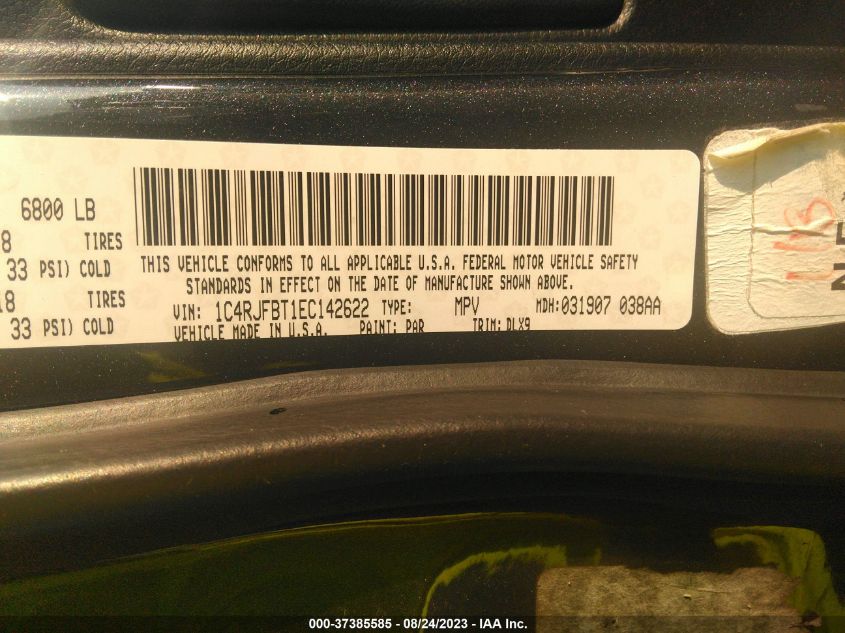 6800 LB
8 TIRES
33 PSI) COLD
18 TIRES
33 PSI) COLD
THIS VEHICLE CONFORMS TO ALL APPLICABLE U.S.A. FEDERAL MOTOR VEHICLE SAFETY
STANDARDS IN EFFECT ON THE DATE OF MANUFACTURE SHOWN ABOVE.
VIN: 1C4RJFBT1EC142622 TYPE: MPV MDH:031907 038AA
VEHICLE MADE IN U.S.A. PAINT: PAR TRIM: DLX9
000-37385585 - 08/24/2023 - IAA Inc.